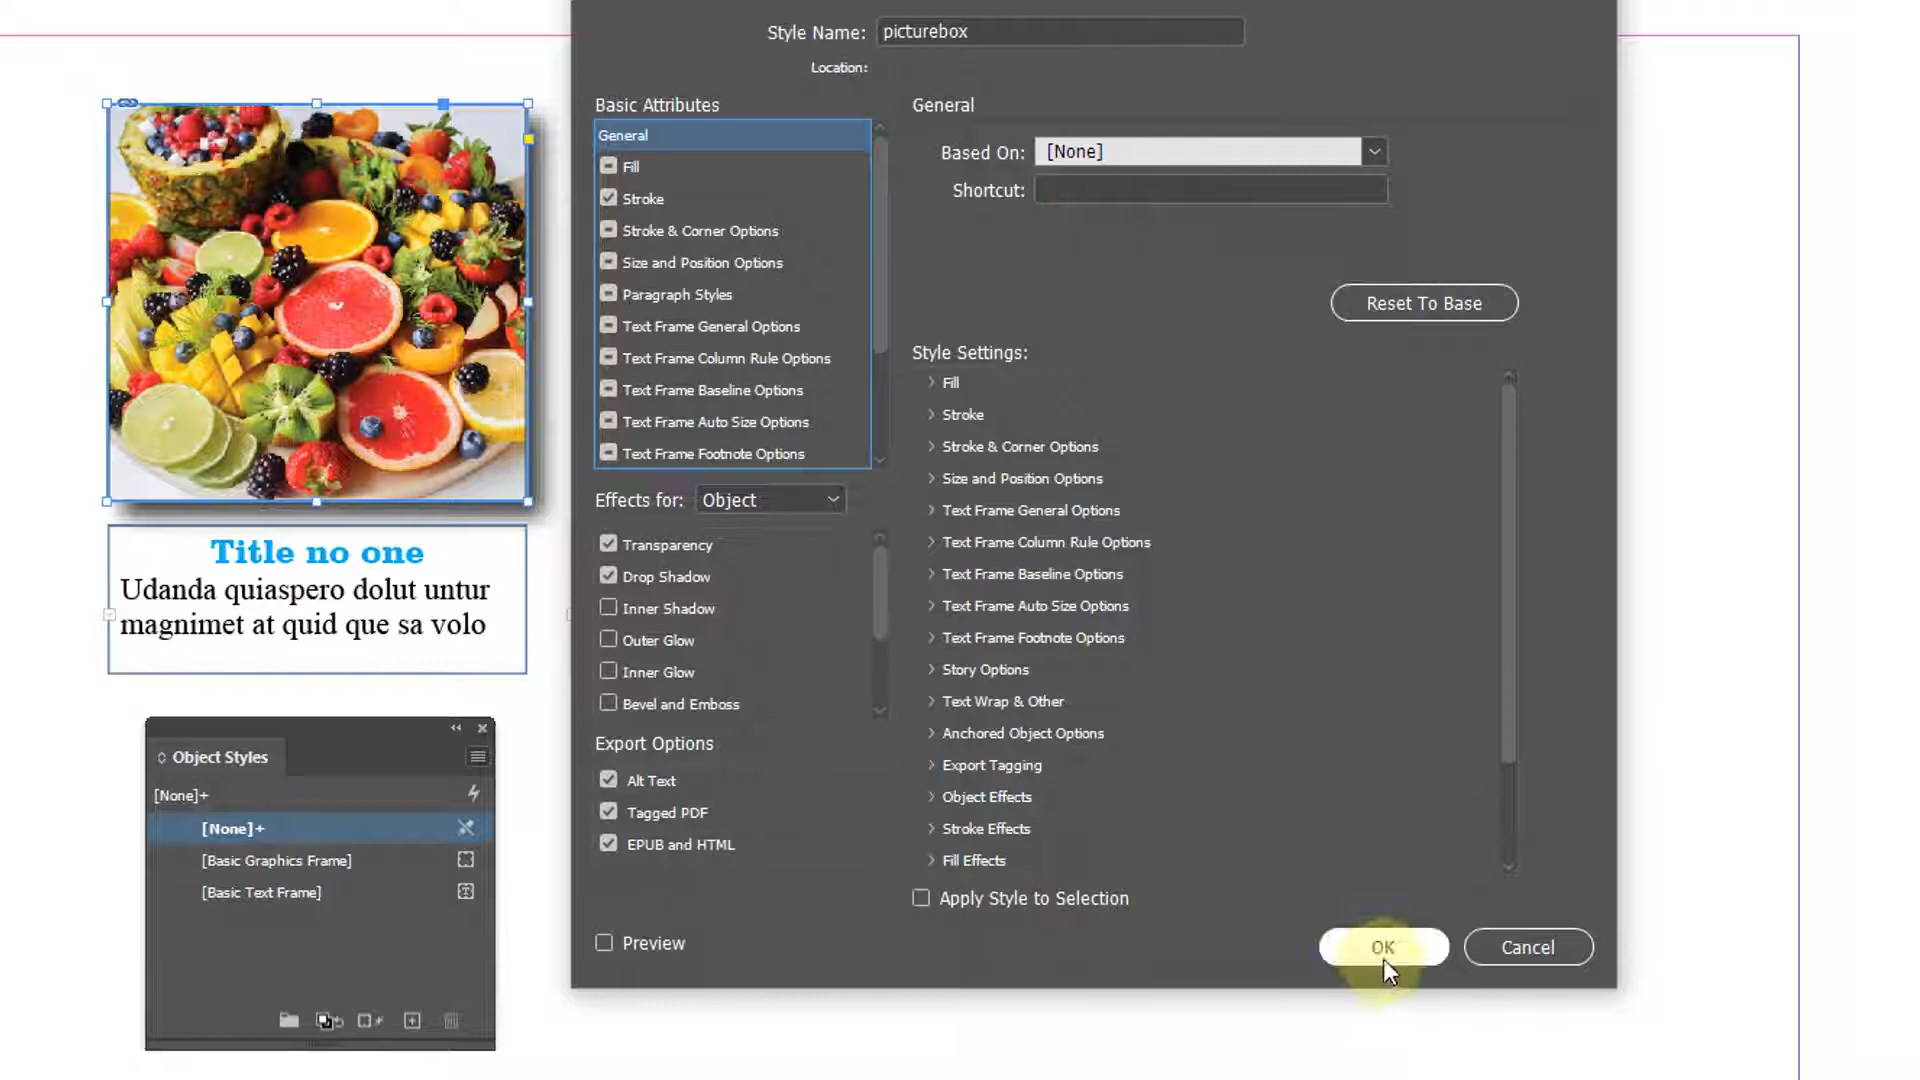 Style Name: picturebox
Location:
Basic Attributes
General
Fill
Stroke
Stroke & Corner Options
Size and Position Options
Paragraph Styles
Text Frame General Options
Text Frame Column Rule Options
Text Frame Baseline Options
Text Frame Auto Size Options
Text Frame Footnote Options
Effects for: Object
Transparency
Drop Shadow
Inner Shadow
Outer Glow
Inner Glow
Bevel and Emboss
Export Options
Alt Text
Tagged PDF
EPUB and HTML
Preview
General
Based On: [None]
Shortcut:
Reset To Base
Style Settings:
Fill
Stroke
Stroke & Corner Options
Size and Position Options
Text Frame General Options
Text Frame Column Rule Options
Text Frame Baseline Options
Text Frame Auto Size Options
Text Frame Footnote Options
Story Options
Text Wrap & Other
Anchored Object Options
Export Tagging
Object Effects
Stroke Effects
Fill Effects
Apply Style to Selection
OK
Cancel
Title no one
Udanda quiaspero dolut untur
magnimet at quid que sa volo
Object Styles
[None]+
[None]+
[Basic Graphics Frame]
[Basic Text Frame]